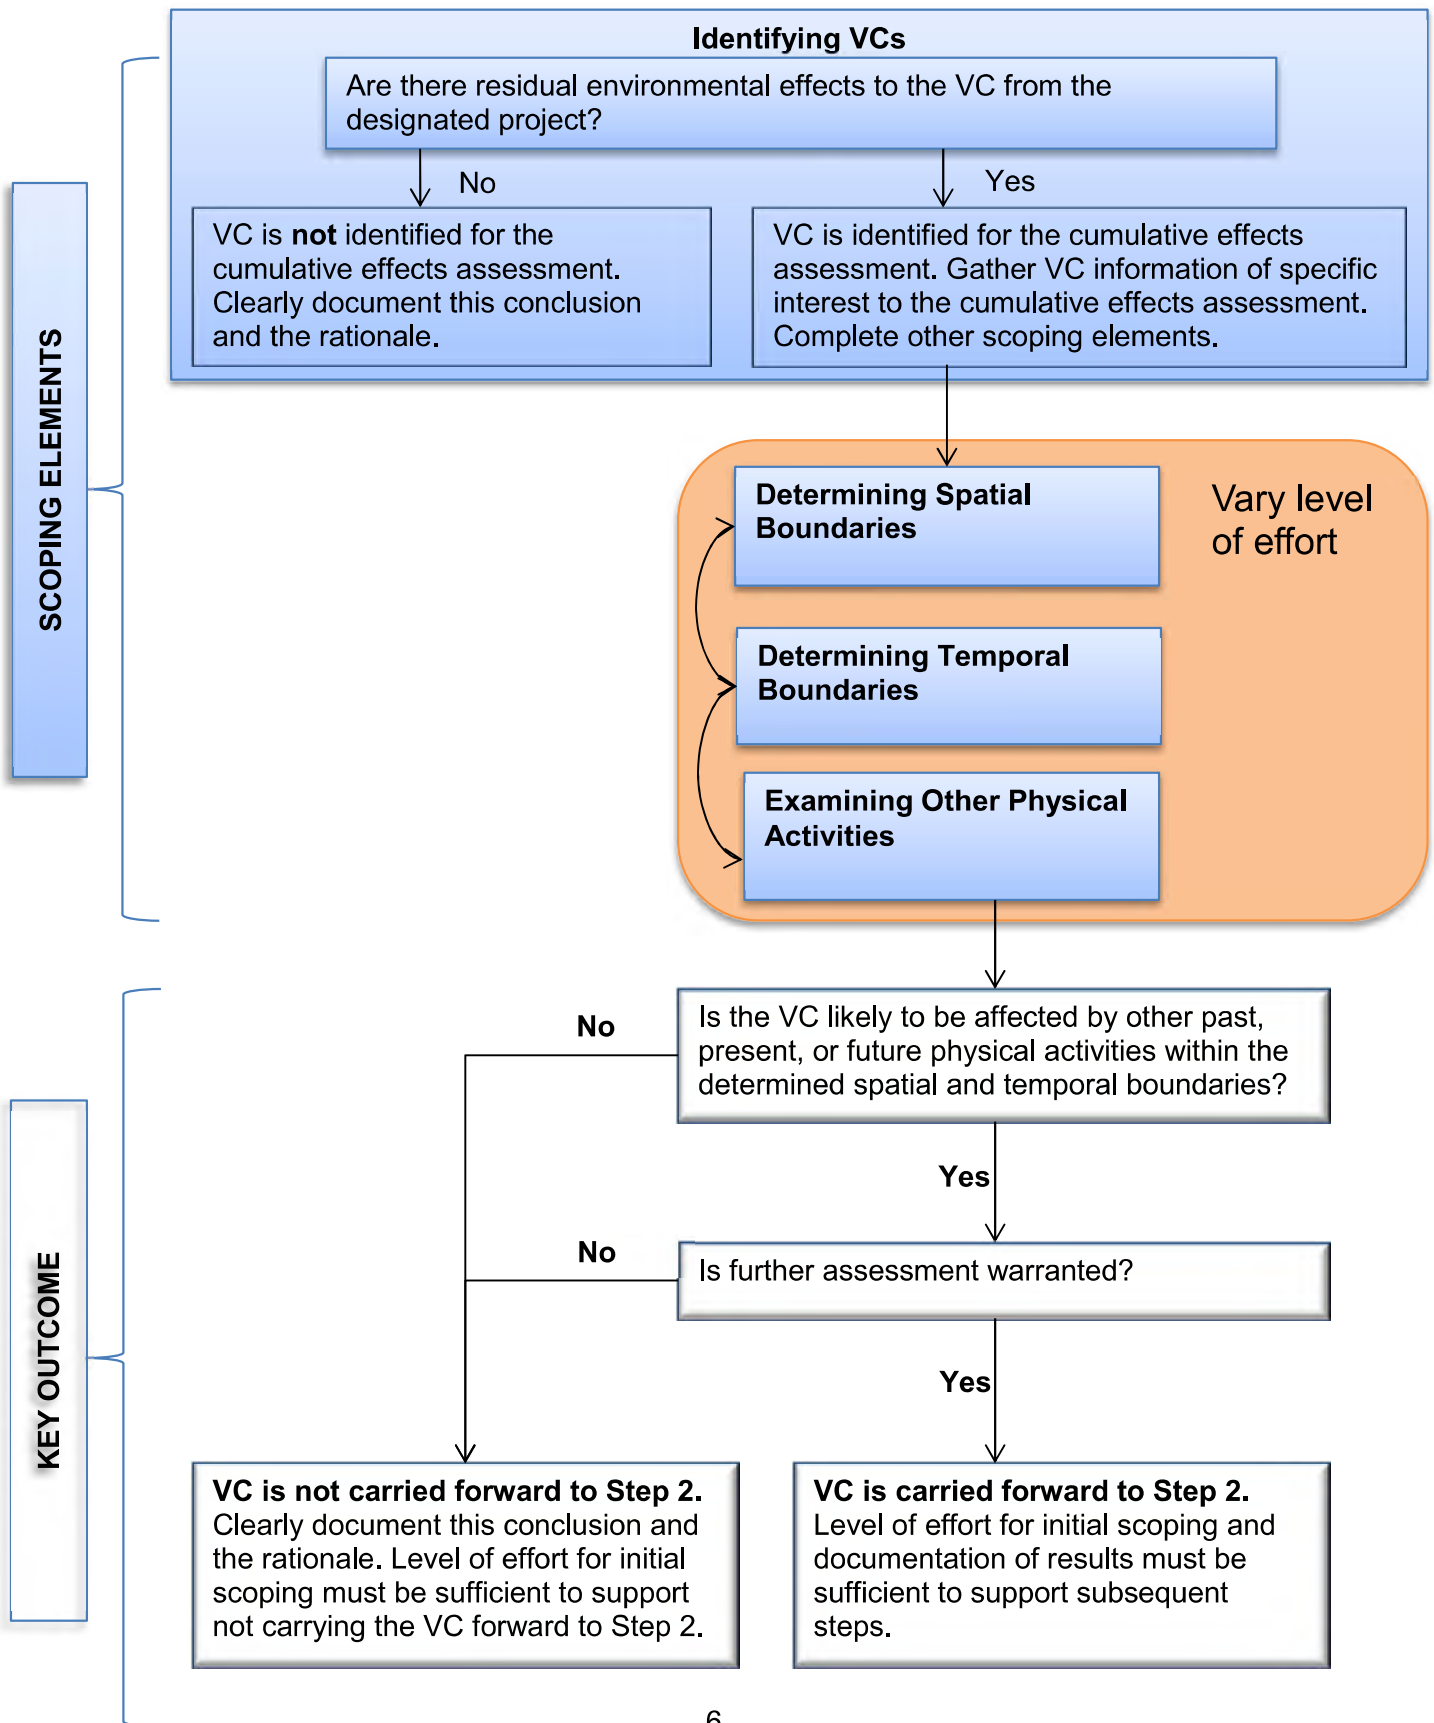 Identifying VCs
Are there residual environmental effects to the VC from the
designated project?
No
Yes
VC is not identified for the
cumulative effects assessment.
Clearly document this conclusion
and the rationale.
VC is identified for the cumulative effects
assessment. Gather VC information of specific
interest to the cumulative effects assessment.
Complete other scoping elements.
SCOPING ELEMENTS
Determining Spatial
Boundaries
Vary level
of effort
Determining Temporal
Boundaries
Examining Other Physical
Activities
Is the VC likely to be affected by other past,
present, or future physical activities within the
determined spatial and temporal boundaries?
No
Yes
KEY OUTCOME
Is further assessment warranted?
No
Yes
VC is not carried forward to Step 2.
Clearly document this conclusion and
the rationale. Level of effort for initial
scoping must be sufficient to support
not carrying the VC forward to Step 2.
VC is carried forward to Step 2.
Level of effort for initial scoping and
documentation of results must be
sufficient to support subsequent
steps.
6